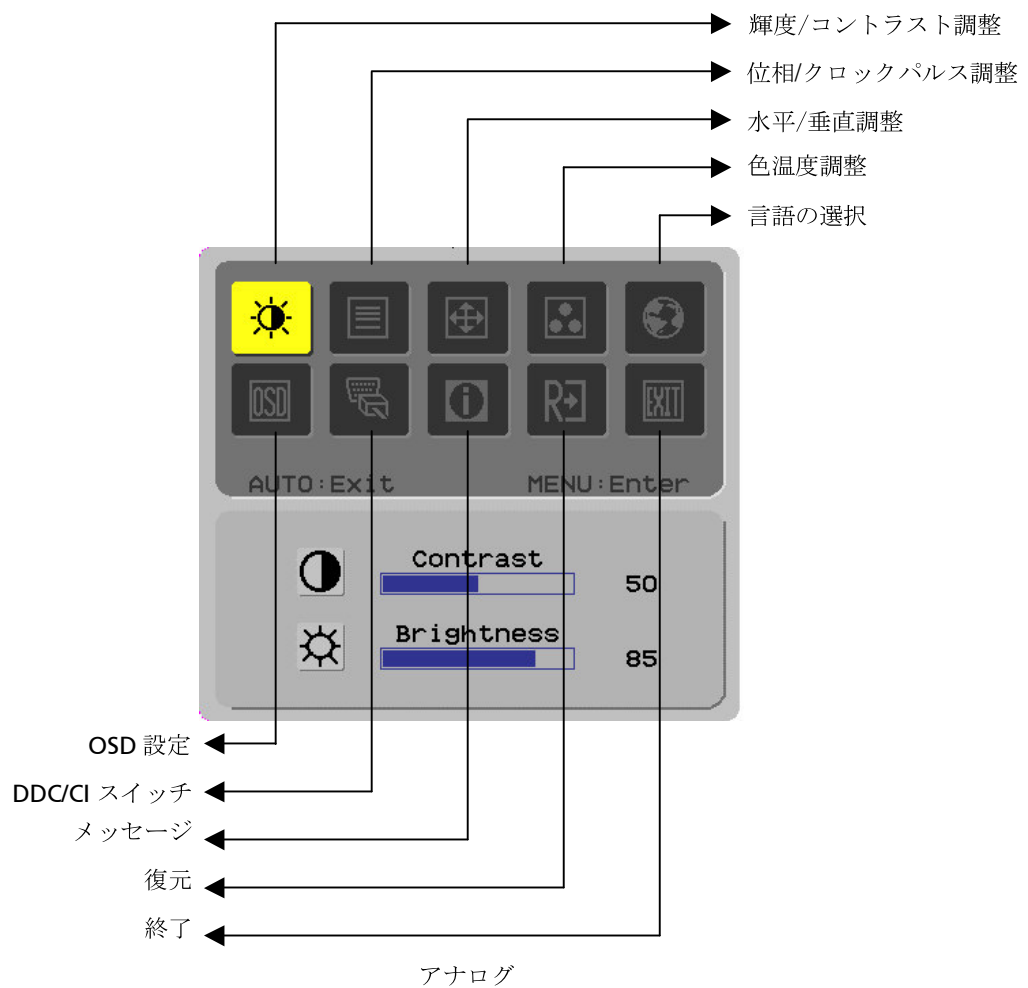 輝度/コントラスト調整
位相/クロックパルス調整
水平/垂直調整
色温度調整
言語の選択
OSD
R
EXIT
AUTO:Exit MENU:Enter
Contrast
50
Brightness
85
OSD 設定
DDC/CI スイッチ
メッセージ
復元
終了
アナログ